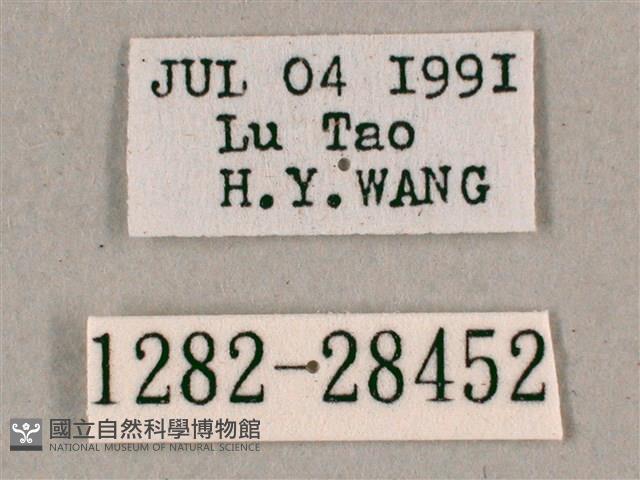 JUL 04 1991
Lu Tao
H.Y.WANG
1282-28452
國立自然科學博物館
NATIONAL MUSEUM OF NATURAL SCIENCE